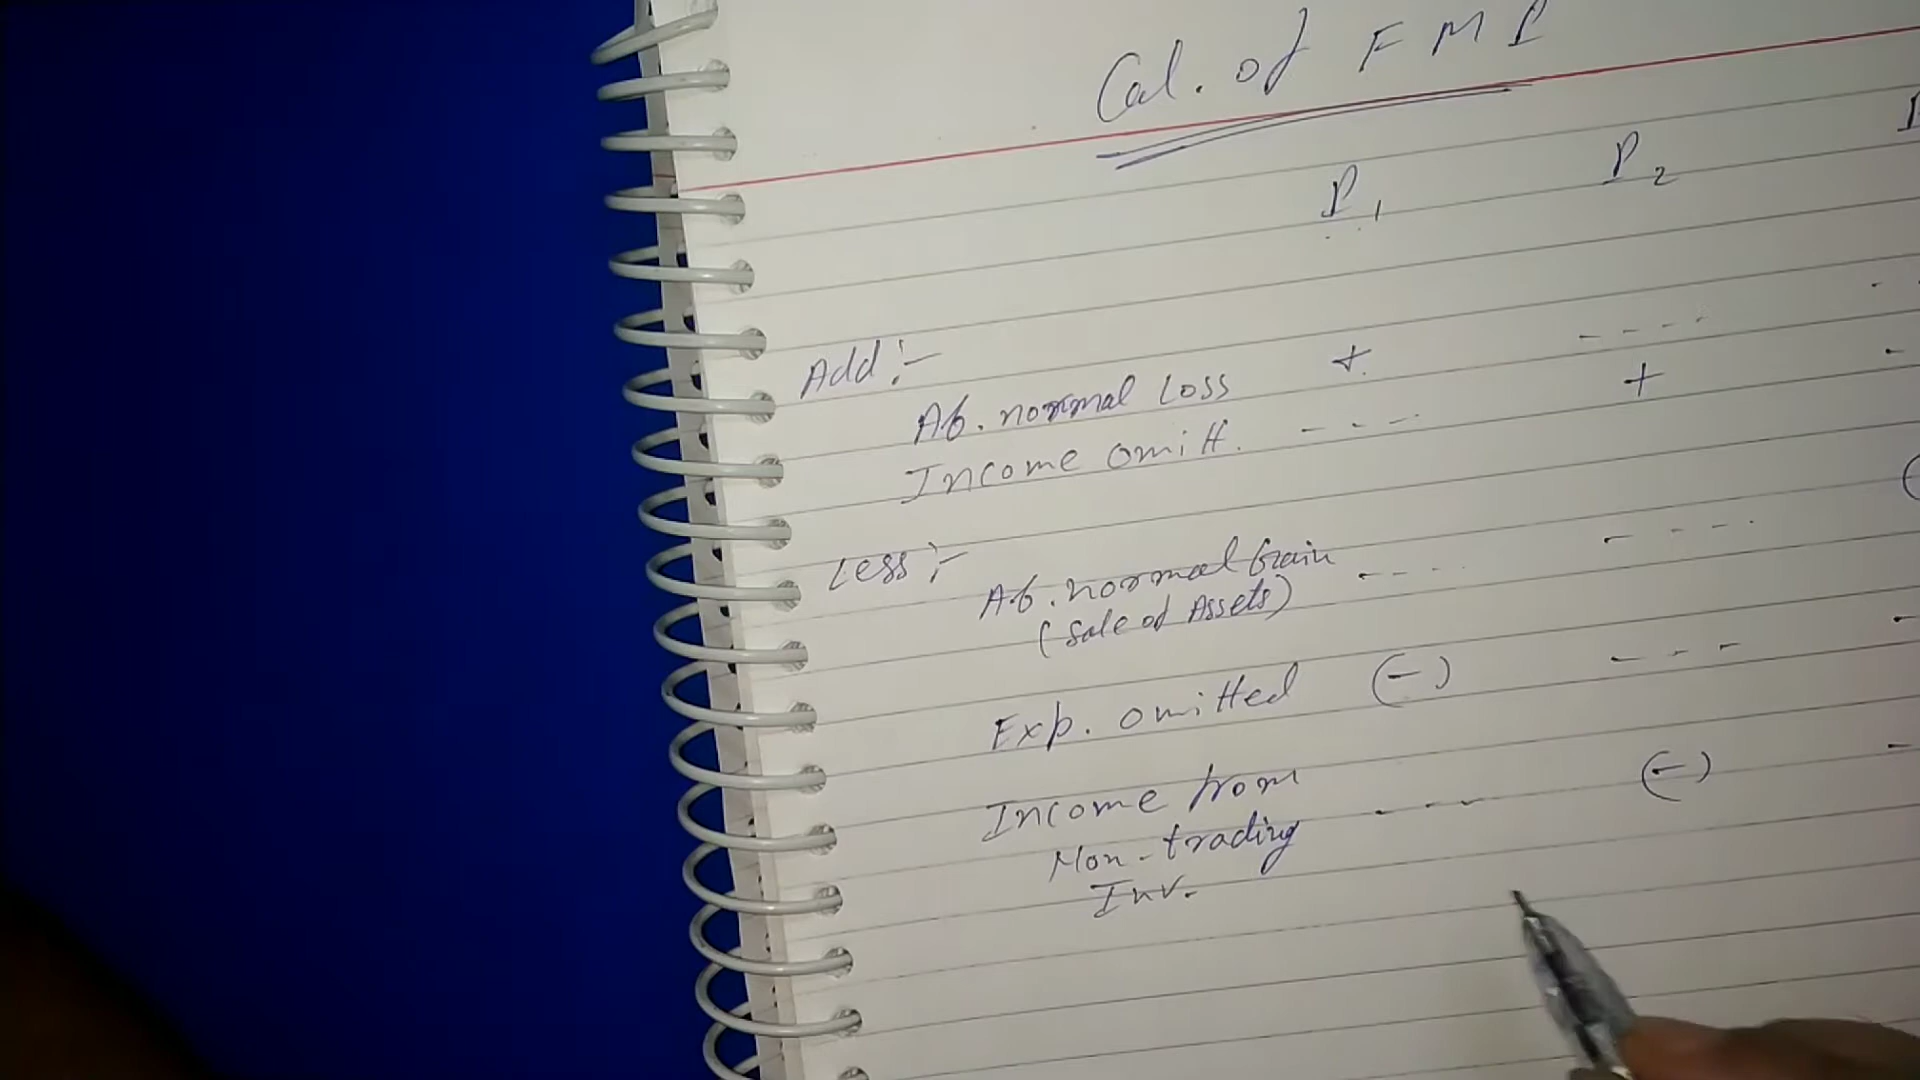 Cal. of F M P
P1 P2
Add :-
Ab. normal Loss +. - - - -
Income omitt. - - - +
Less :-
Ab. normal Gain - - - - - - - -
(Sale of Assets)
Exp. omitted (-) - - -
Income from
Non-trading - - - (-)
Inv.